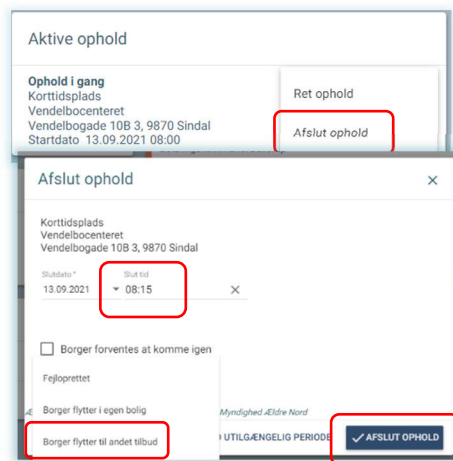 Aktive ophold
Ophold i gang
Korttidsplads
Vendelbocenteret
Vendelbogade 10B 3, 9870 Sindal
Startdato 13.09.2021 08:00
Ret ophold
Afslut ophold
Afslut ophold
Korttidsplads
Vendelbocenteret
Vendelbogade 10B 3, 9870 Sindal
Slutdato *
Slut tid
13.09.2021
08:15
Borger forventes at komme igen
Fejloprettet
Borger flytter i egen bolig
Myndighed Ældre Nord
Borger flytter til andet tilbud
UTILGÆNGELIG PERIODE
AFSLUT OPHOLD